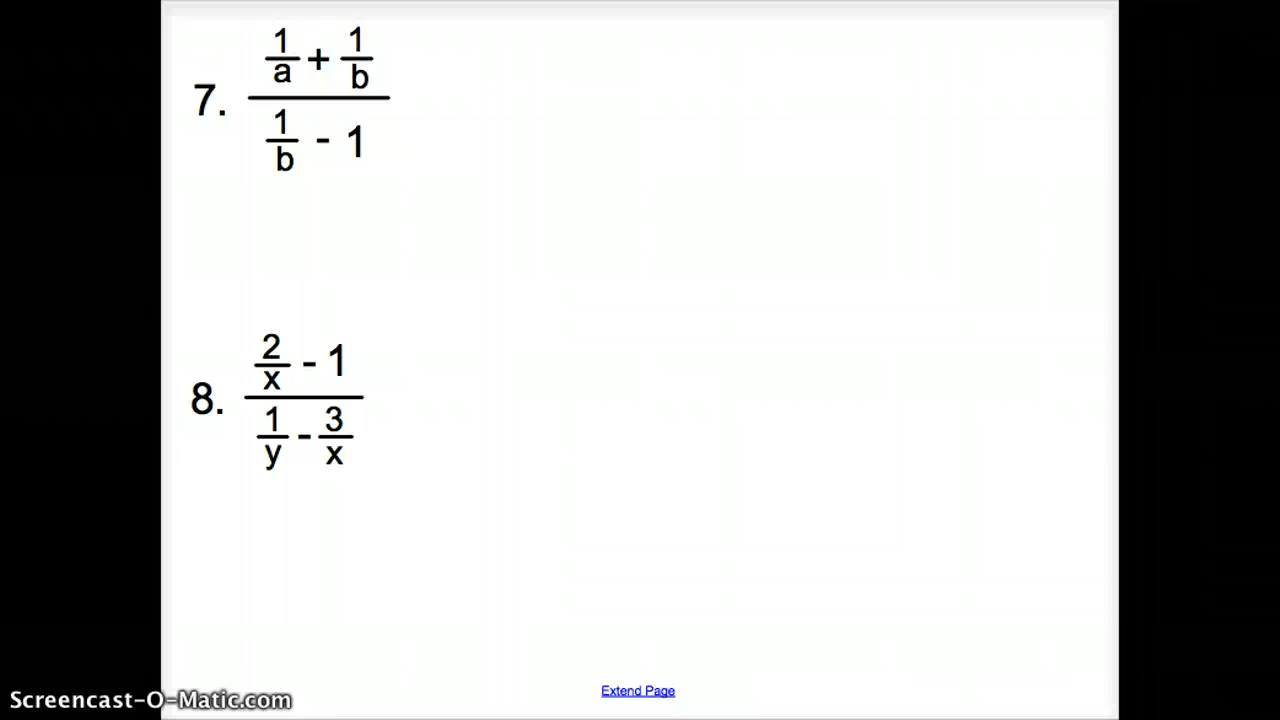 7. (1/a + 1/b) / (1/b - 1)
8. (2/x - 1) / (1/y - 3/x)
Extend Page
Screencast-O-Matic.com